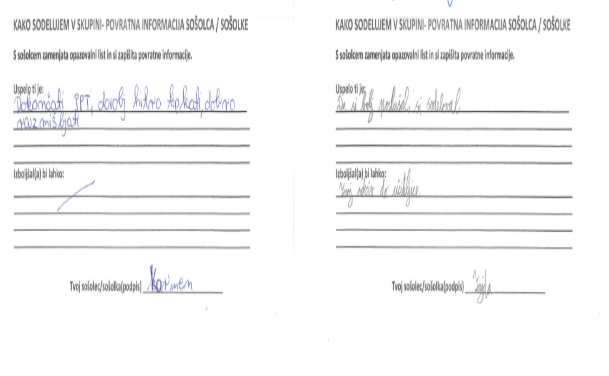 KAKO SODELUJEM V SKUPINI- POVRATNA INFORMACIJA SOŠOLCA / SOŠOLKE
S sošolcem zamenjata opazovalni list in si zapišita povratne informacije.
Uspelo ti je:
Dokončati PPT, dovolj hitro tipkati, dobro
razmišljati
Izboljšal(a) bi lahko:
Tvoj sošolec/sošolka(podpis) Karmen
KAKO SODELUJEM V SKUPINI- POVRATNA INFORMACIJA SOŠOLCA / SOŠOLKE
S sošolcem zamenjata opazovalni list in si zapišita povratne informacije.
Uspelo ti je:
Da si bolj poslušal, si sodeloval
Izboljšal(a) bi lahko:
do
Tvoj sošolec/sošolka(podpis)